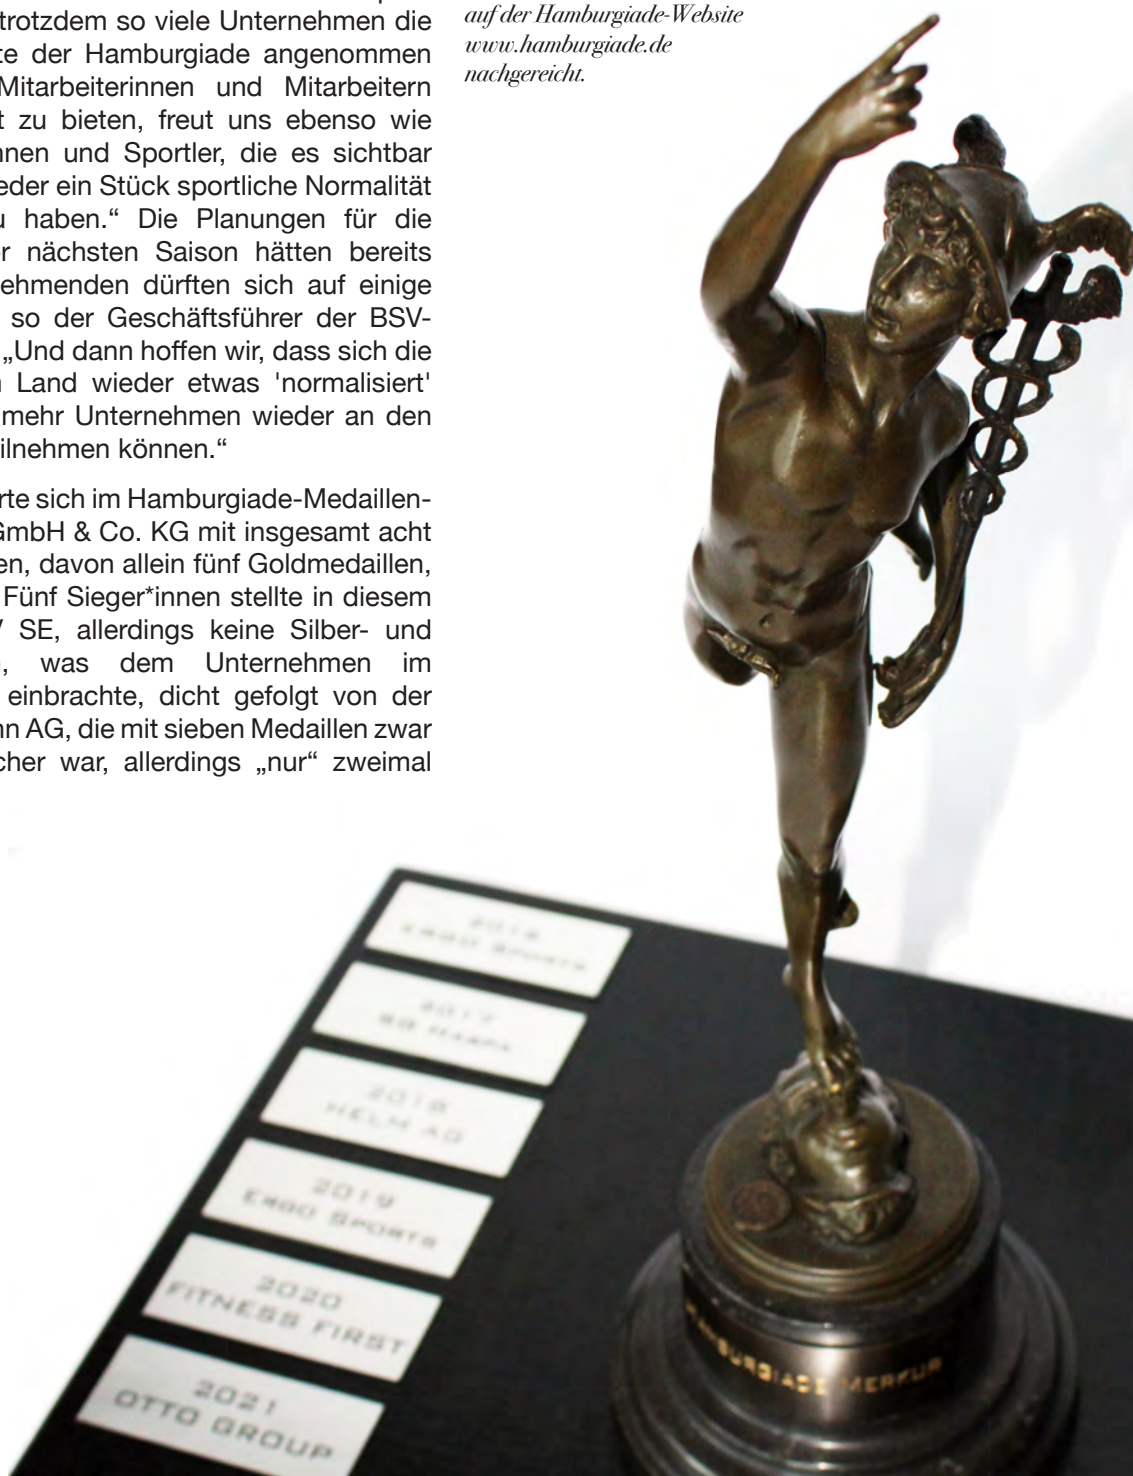 trotzdem so viele Unternehmen die
te der Hamburgiade angenommen
Mitarbeiterinnen und Mitarbeitern
t zu bieten, freut uns ebenso wie
nnen und Sportler, die es sichtbar
eder ein Stück sportliche Normalität
u haben.“ Die Planungen für die
r nächsten Saison hätten bereits
ehmenden dürften sich auf einige
so der Geschäftsführer der BSV-
„Und dann hoffen wir, dass sich die
n Land wieder etwas 'normalisiert'
mehr Unternehmen wieder an den
ilnehmen können.“
rte sich im Hamburgiade-Medaillen-
GmbH & Co. KG mit insgesamt acht
en, davon allein fünf Goldmedaillen,
Fünf Sieger*innen stellte in diesem
V SE, allerdings keine Silber- und
, was dem Unternehmen im
einbrachte, dicht gefolgt von der
nn AG, die mit sieben Medaillen zwar
cher war, allerdings „nur“ zweimal
auf der Hamburgiade-Website
www.hamburgiade.de
nachgereicht.
2016
ERGO SPORTS
2017
2018
HELM AG
2019
ERGO SPORTS
2020
FITNESS FIRST
2021
OTTO GROUP
HAMBURGIADE MERKUR